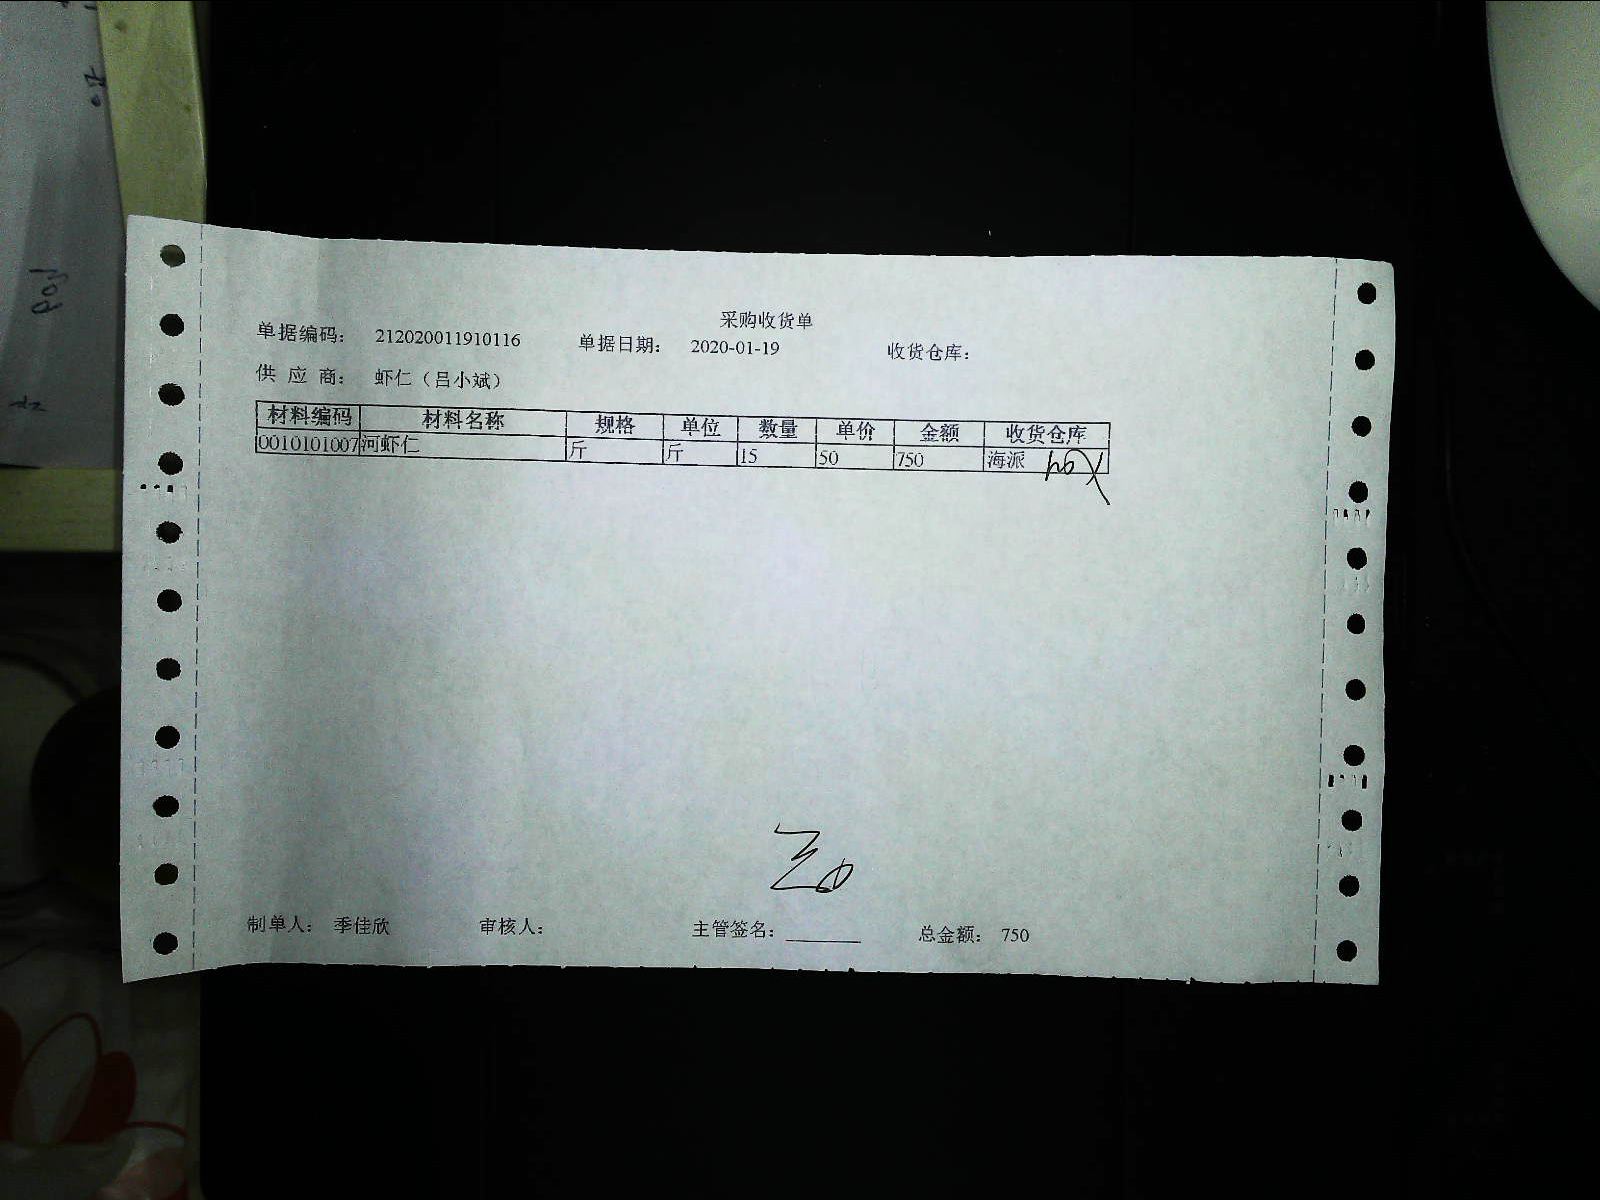 采购收货单
单据编码： 212020011910116 单据日期： 2020-01-19 收货仓库：
供 应 商： 虾仁（吕小斌）
材料编码 材料名称 规格 单位 数量 单价 金额 收货仓库
0010101007 河虾仁 斤 斤 15 50 750 海派
制单人： 季佳欣 审核人： 主管签名： 总金额： 750